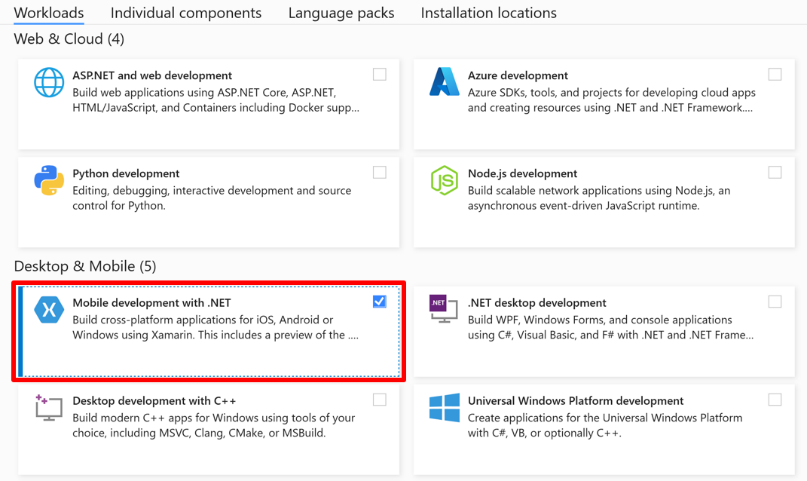 Workloads Individual components Language packs Installation locations
Web & Cloud (4)
ASP.NET and web development
Build web applications using ASP.NET Core, ASP.NET,
HTML/JavaScript, and Containers including Docker supp...
Azure development
Azure SDKs, tools, and projects for developing cloud apps
and creating resources using .NET and .NET Framework....
Python development
Editing, debugging, interactive development and source
control for Python.
JS
Node.js development
Build scalable network applications using Node.js, an
asynchronous event-driven JavaScript runtime.
Desktop & Mobile (5)
Mobile development with .NET
Build cross-platform applications for iOS, Android or
Windows using Xamarin. This includes a preview of the ....
.NET
.NET desktop development
Build WPF, Windows Forms, and console applications
using C#, Visual Basic, and F# with .NET and .NET Frame...
Desktop development with C++
Build modern C++ apps for Windows using tools of your
choice, including MSVC, Clang, CMake, or MSBuild.
Universal Windows Platform development
Create applications for the Universal Windows Platform
with C#, VB, or optionally C++.